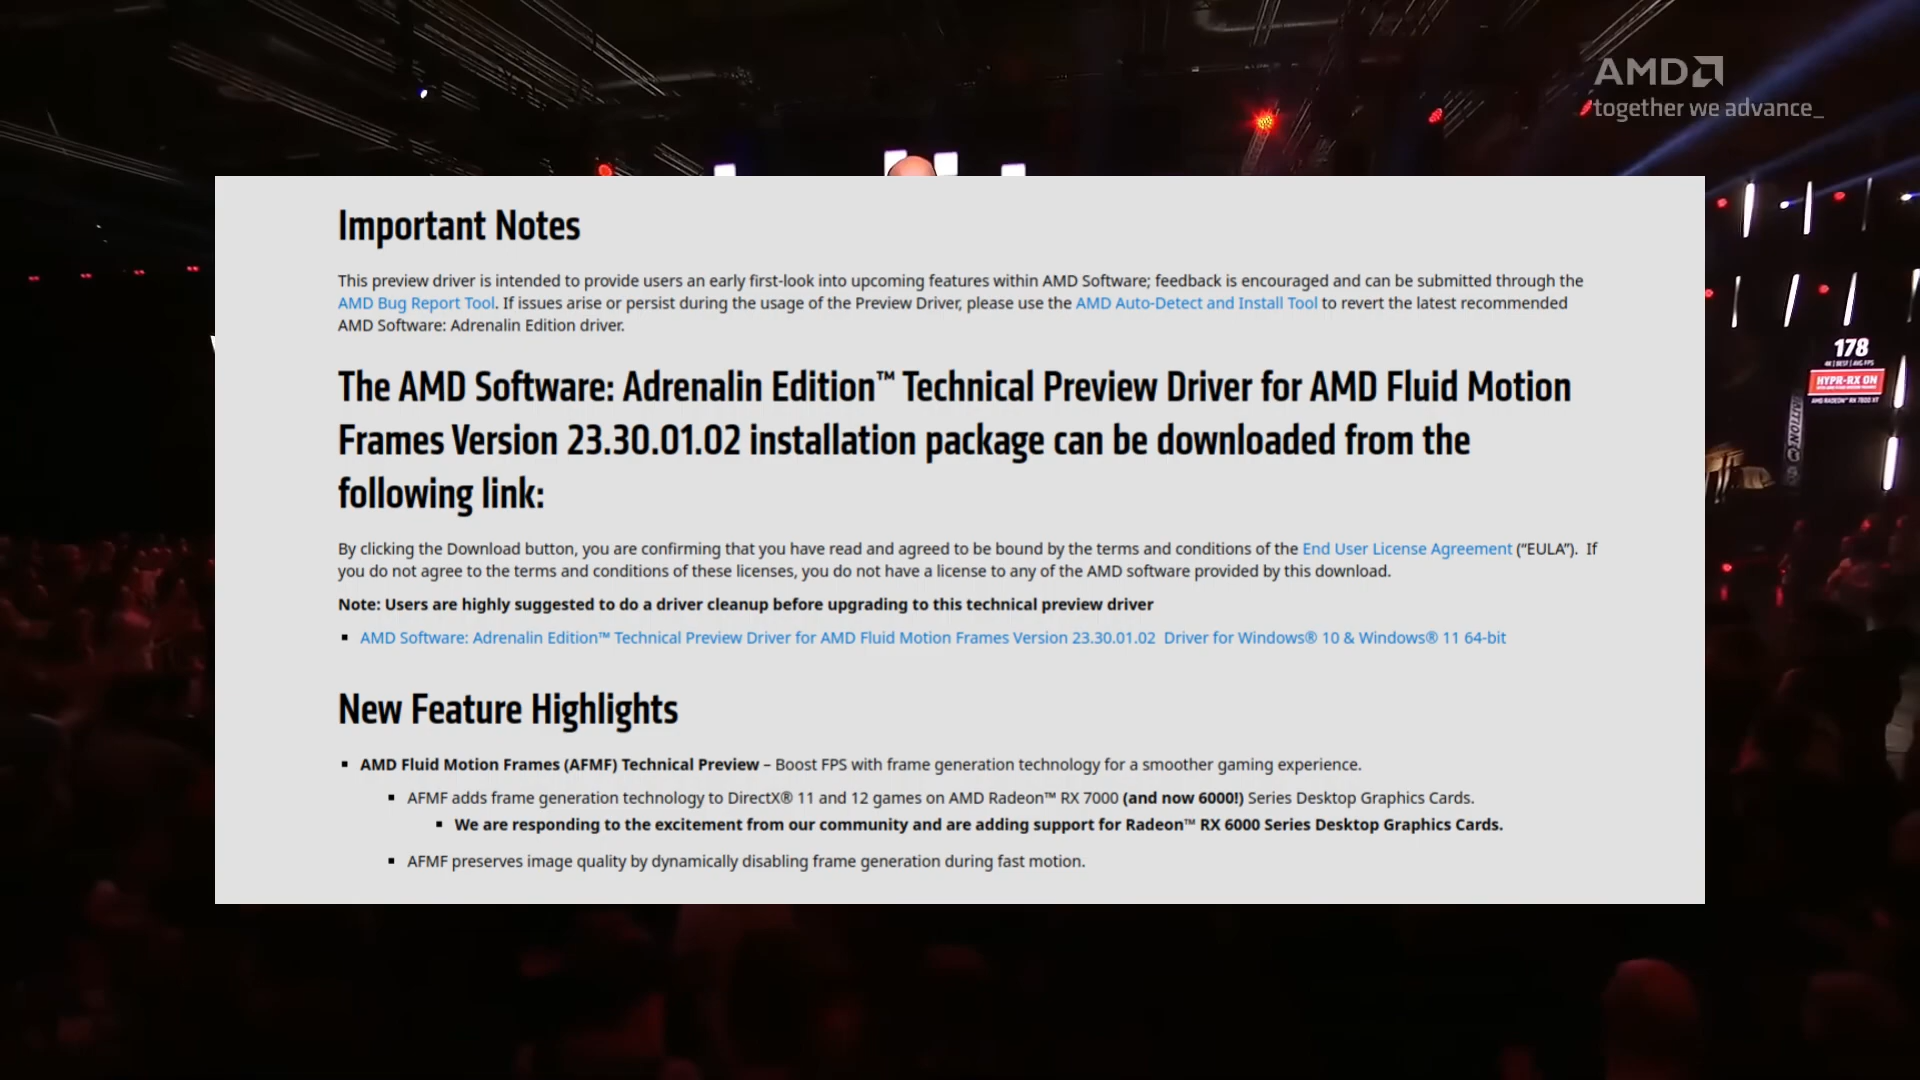 AMD
together we advance_
Important Notes
This preview driver is intended to provide users an early first-look into upcoming features within AMD Software; feedback is encouraged and can be submitted through the
AMD Bug Report Tool. If issues arise or persist during the usage of the Preview Driver, please use the AMD Auto-Detect and Install Tool to revert the latest recommended
AMD Software: Adrenalin Edition driver.
The AMD Software: Adrenalin Edition™ Technical Preview Driver for AMD Fluid Motion
Frames Version 23.30.01.02 installation package can be downloaded from the
following link:
By clicking the Download button, you are confirming that you have read and agreed to be bound by the terms and conditions of the End User License Agreement (“EULA”).  If
you do not agree to the terms and conditions of these licenses, you do not have a license to any of the AMD software provided by this download.
Note: Users are highly suggested to do a driver cleanup before upgrading to this technical preview driver
▪ AMD Software: Adrenalin Edition™ Technical Preview Driver for AMD Fluid Motion Frames Version 23.30.01.02  Driver for Windows® 10 & Windows® 11 64-bit
New Feature Highlights
▪ AMD Fluid Motion Frames (AFMF) Technical Preview – Boost FPS with frame generation technology for a smoother gaming experience.
▪ AFMF adds frame generation technology to DirectX® 11 and 12 games on AMD Radeon™ RX 7000 (and now 6000!) Series Desktop Graphics Cards.
▪ We are responding to the excitement from our community and are adding support for Radeon™ RX 6000 Series Desktop Graphics Cards.
▪ AFMF preserves image quality by dynamically disabling frame generation during fast motion.
178
HYPR-RX ON